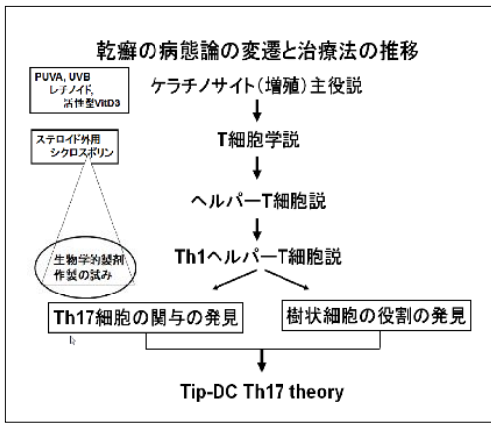 乾癬の病態論の変遷と治療法の推移
PUVA, UVB
レチノイド,
活性型VitD3
ケラチノサイト（増殖）主役説
ステロイド外用
シクロスポリン
T細胞学説
ヘルパーT細胞説
生物学的製剤
作製の試み
Th1ヘルパーT細胞説
Th17細胞の関与の発見
樹状細胞の役割の発見
Tip-DC Th17 theory